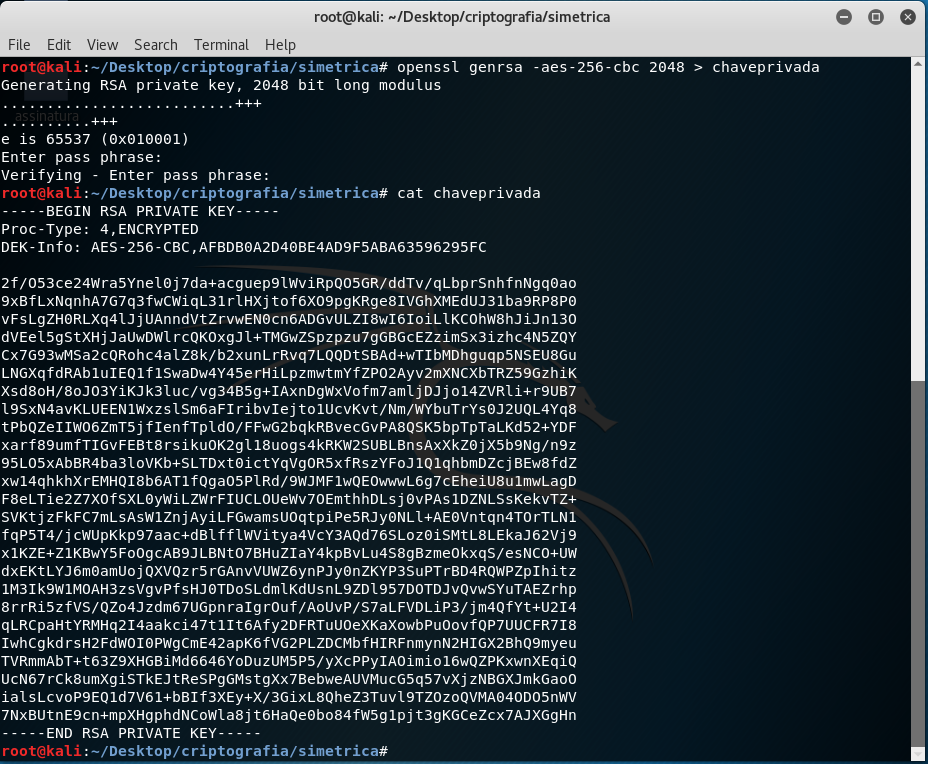 root@kali: ~/Desktop/criptografia/simetrica
File Edit View Search Terminal Help
root@kali:~/Desktop/criptografia/simetrica# openssl genrsa -aes-256-cbc 2048 > chaveprivada
Generating RSA private key, 2048 bit long modulus
..........................+++
assinatura
..........+++
e is 65537 (0x010001)
Enter pass phrase:
Verifying - Enter pass phrase:
root@kali:~/Desktop/criptografia/simetrica# cat chaveprivada
-----BEGIN RSA PRIVATE KEY-----
Proc-Type: 4,ENCRYPTED
DEK-Info: AES-256-CBC,AFBDB0A2D40BE4AD9F5ABA63596295FC
2f/O53ce24Wra5Ynel0j7da+acguep9lWviRpQO5GR/ddTv/qLbprSnhfnNgq0ao
9xBfLxNqnhA7G7q3fwCWiqL31rlHXjtof6XO9pgKRge8IVGhXMEdUJ31ba9RP8P0
vFsLgZH0RLXq4lJjUAnndVtZrvwEN0cn6ADGvULZI8wI6IoiLlKCOhW8hJiJn13O
dVEel5gStXHjJaUwDWlrcQKOxgJl+TMGwZSpzpzu7gGBGcEZzimSx3izhc4N5ZQY
Cx7G93wMSa2cQRohc4alZ8k/b2xunLrRvq7LQQDtSBAd+wTIbMDhguqp5NSEU8Gu
LNGXqfdRAb1uIEQ1f1SwaDw4Y45erHiLpzmwtmYfZPO2Ayv2mXNCXbTRZ59GzhiK
Xsd8oH/8oJO3YiKJk3luc/vg34B5g+IAxnDgWxVofm7amljDJjo14ZVRli+r9UB7
l9SxN4avKLUEEN1WxzslSm6aFIribvIejto1UcvKvt/Nm/WYbuTrYs0J2UQL4Yq8
tPbQZeIIWO6ZmT5jfIenfTpldO/FFwG2bqkRBvecGvPA8QSK5bpTpTaLKd52+YDF
xarf89umfTIGvFEBt8rsikuOK2gl18uogs4kRKW2SUBLBnsAxXkZ0jX5b9Ng/n9z
95LO5xAbBR4ba3loVKb+SLTDxt0ictYqVgOR5xfRszYFoJ1Q1qhbmDZcjBEw8fdZ
xw14qhkhXrEMHQI8b6AT1fQgaO5PlRd/9WJMF1wQEOwwwL6g7cEheiU8u1mwLagD
F8eLTie2Z7XOfSXL0yWiLZWrFIUCLOUeWv7OEmthhDLsj0vPAs1DZNLSsKekvTZ+
SVKtjzFkFC7mLsAsW1ZnjAyiLFGwamsUOqtpiPe5RJy0NLl+AE0Vntqn4TOrTLN1
fqP5T4/jcWUpKkp97aac+dBlfflWVitya4VcY3AQd76SLoz0iSMtL8LEkaJ62Vj9
x1KZE+Z1KBwY5FoOgcAB9JLBNtO7BHuZIaY4kpBvLu4S8gBzmeOkxqS/esNCO+UW
dxEKtLYJ6m0amUojQXVQzr5rGAnvVUWZ6ynPJy0nZKYP3SuPTrBD4RQWPZpIhitz
1M3Ik9W1MOAH3zsVgvPfsHJ0TDoSLdmlKdUsnL9ZDl957DOTDJvQvwSYuTAEZrhp
8rrRi5zfVS/QZo4Jzdm67UGpnraIgrOuf/AoUvP/S7aLFVDLiP3/jm4QfYt+U2I4
qLRCpaHtYRMHq2I4aakci47t1It6Afy2DFRTuUOeXKaXowbPuOovfQP7UUCFR7I8
IwhCgkdrsH2FdWOI0PWgCmE42apK6fVG2PLZDCMbfHIRFnmynN2HIGX2BhQ9myeu
TVRmmAbT+t63Z9XHGBiMd6646YoDuzUM5P5/yXcPPyIAOimio16wQZPKxwnXEqiQ
UcN67rCk8umXgiSTkEJtReSPgGMstgXx7BebweAUVMucG5q57vXjzNBGXJmkGaoO
ialsLcvoP9EQ1d7V61+bBIf3XEy+X/3GixL8QheZ3Tuvl9TZOzoQVMA04ODO5nWV
7NxBUtnE9cn+mpXHgphdNCoWla8jt6HaQe0bo84fW5g1pjt3gKGCeZcx7AJXGgHn
-----END RSA PRIVATE KEY-----
root@kali:~/Desktop/criptografia/simetrica#